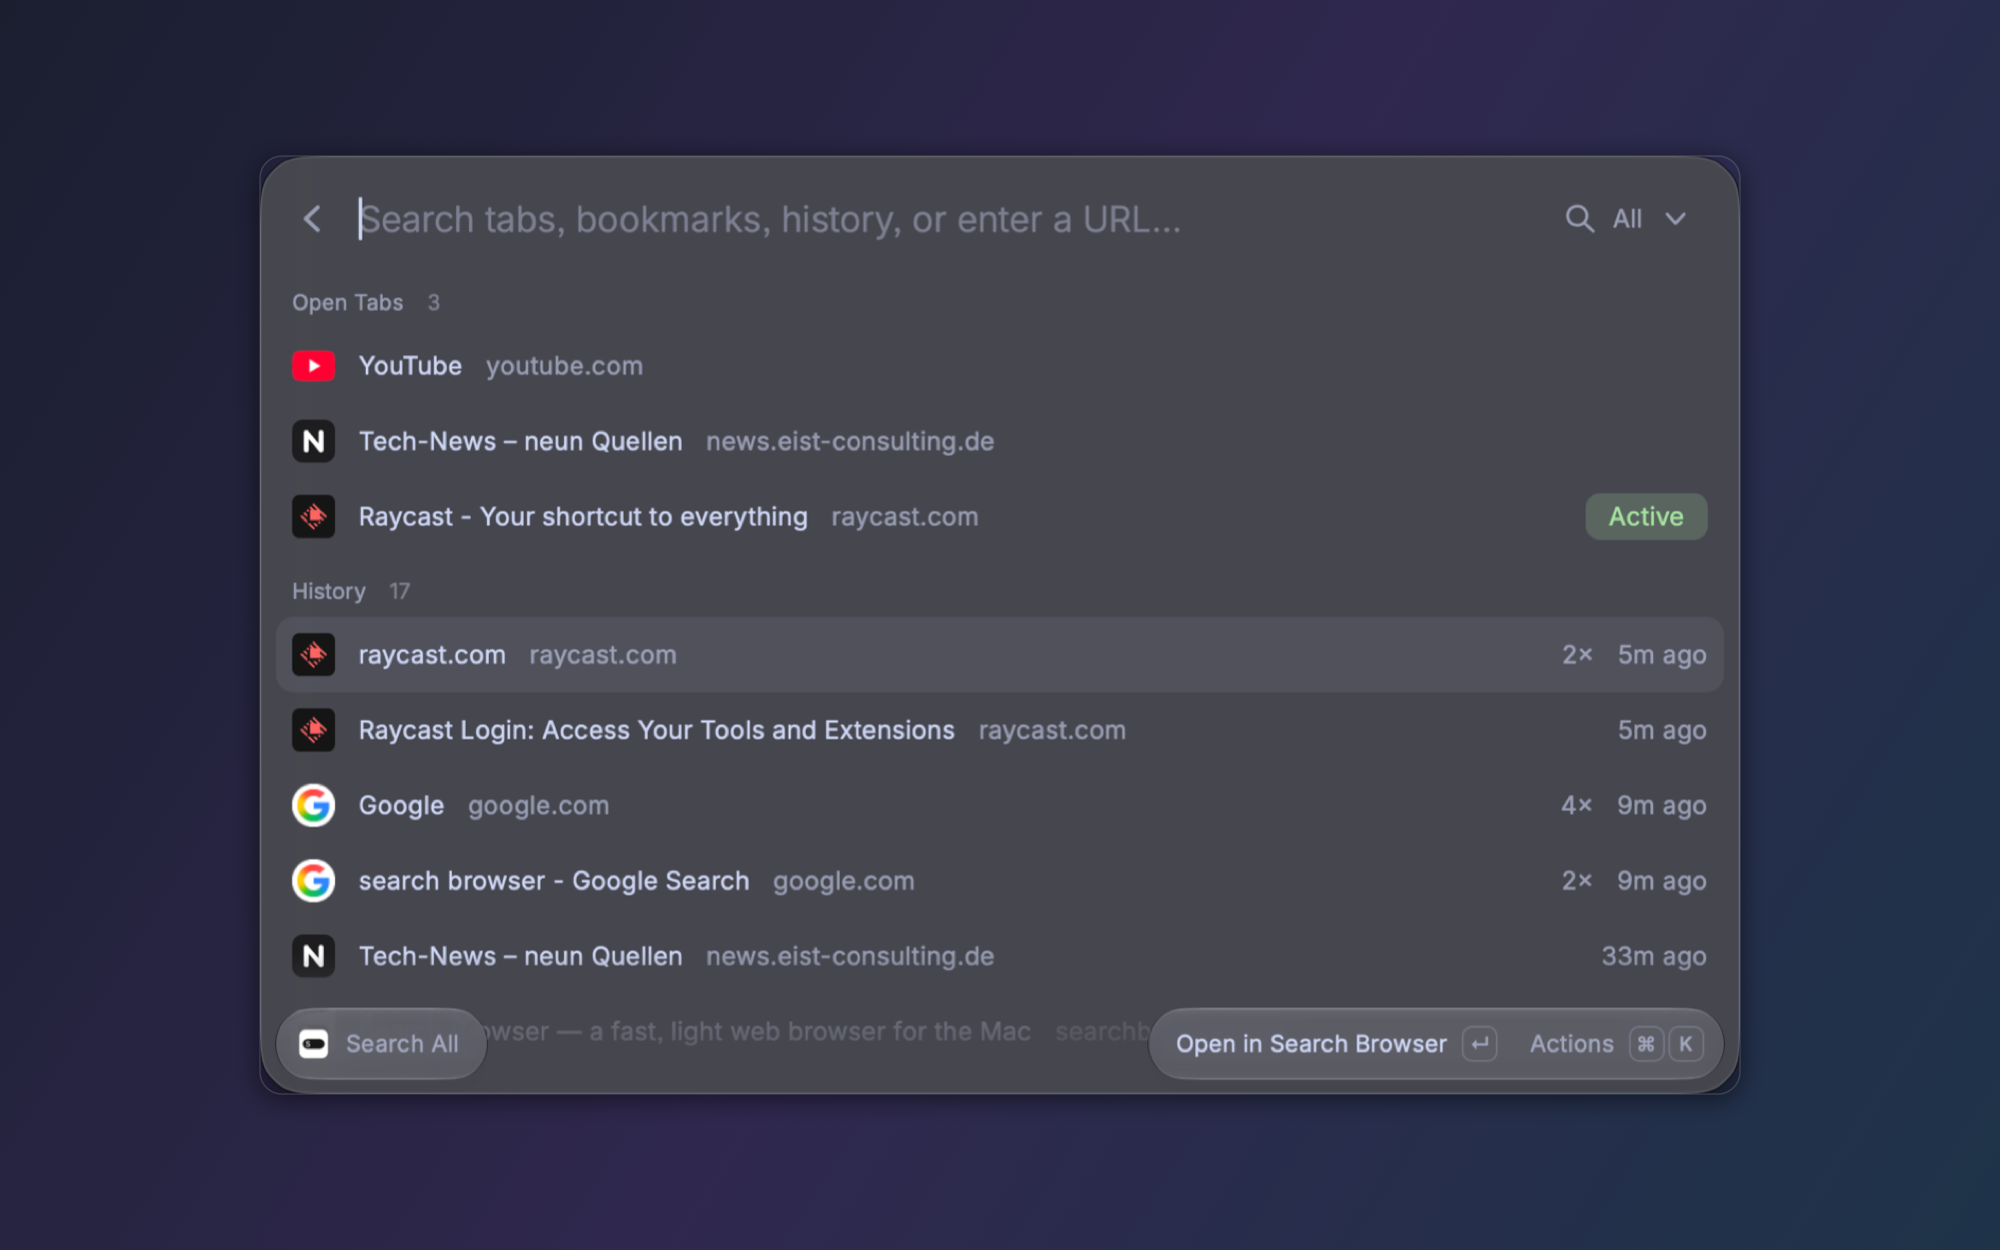 Search tabs, bookmarks, history, or enter a URL...
All
Open Tabs 3
YouTube youtube.com
Tech-News – neun Quellen news.eist-consulting.de
Raycast - Your shortcut to everything raycast.com Active
History 17
raycast.com raycast.com 2× 5m ago
Raycast Login: Access Your Tools and Extensions raycast.com 5m ago
Google google.com 4× 9m ago
search browser - Google Search google.com 2× 9m ago
N Tech-News – neun Quellen news.eist-consulting.de 33m ago
— a fast, light web browser for the Mac
Search All
Open in Search Browser ↵ Actions ⌘ K